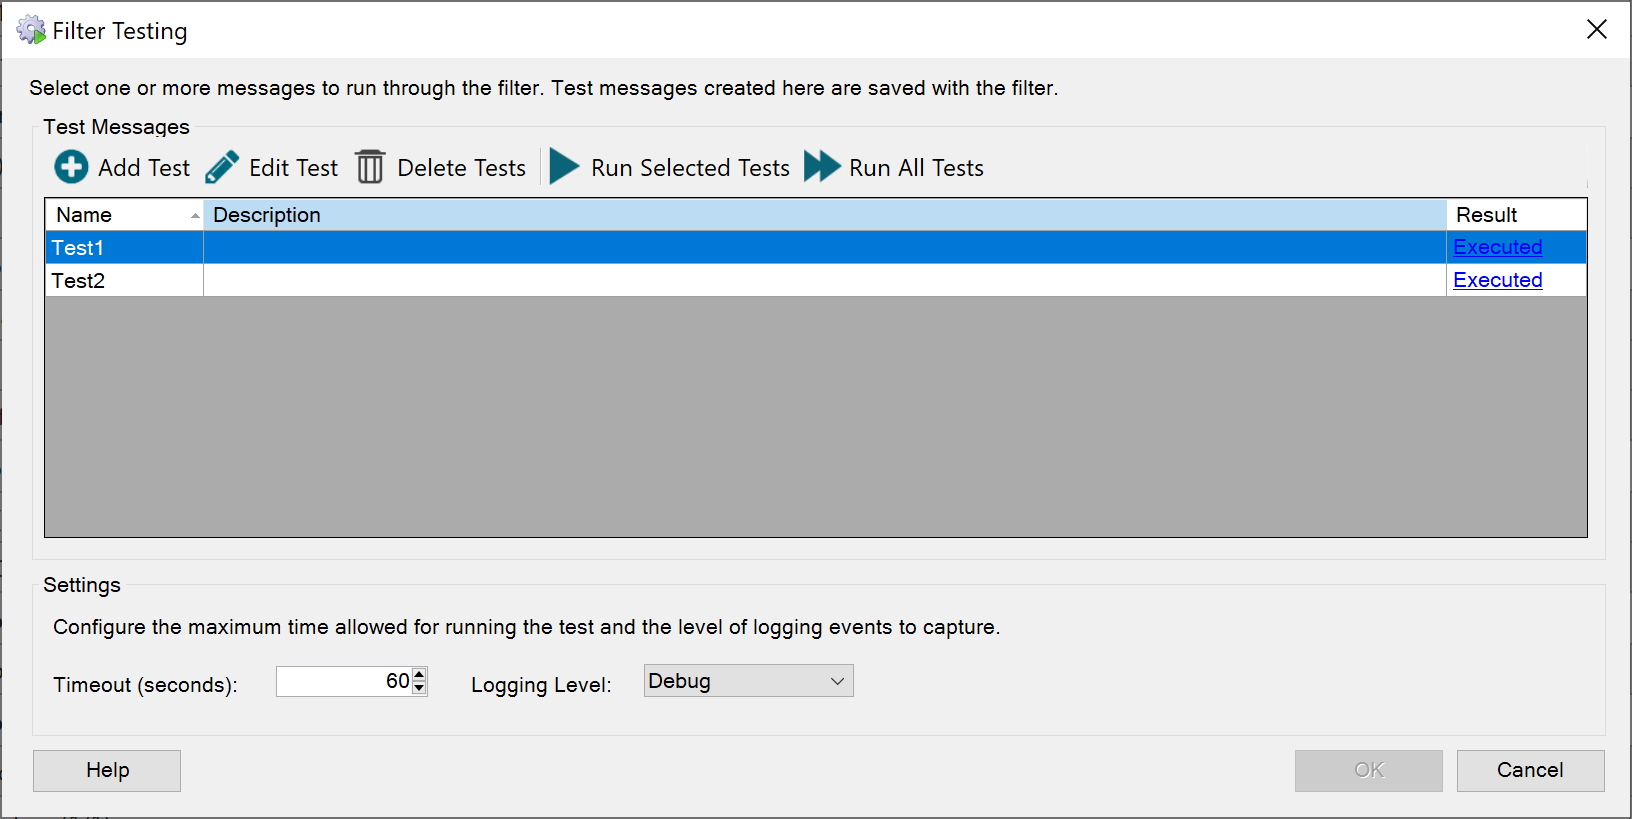 Filter Testing
Select one or more messages to run through the filter. Test messages created here are saved with the filter.
Test Messages
Add Test Edit Test Delete Tests Run Selected Tests Run All Tests
Name Description Result
Test1 Executed
Test2 Executed
Settings
Configure the maximum time allowed for running the test and the level of logging events to capture.
Timeout (seconds): 60 Logging Level: Debug
Help OK Cancel